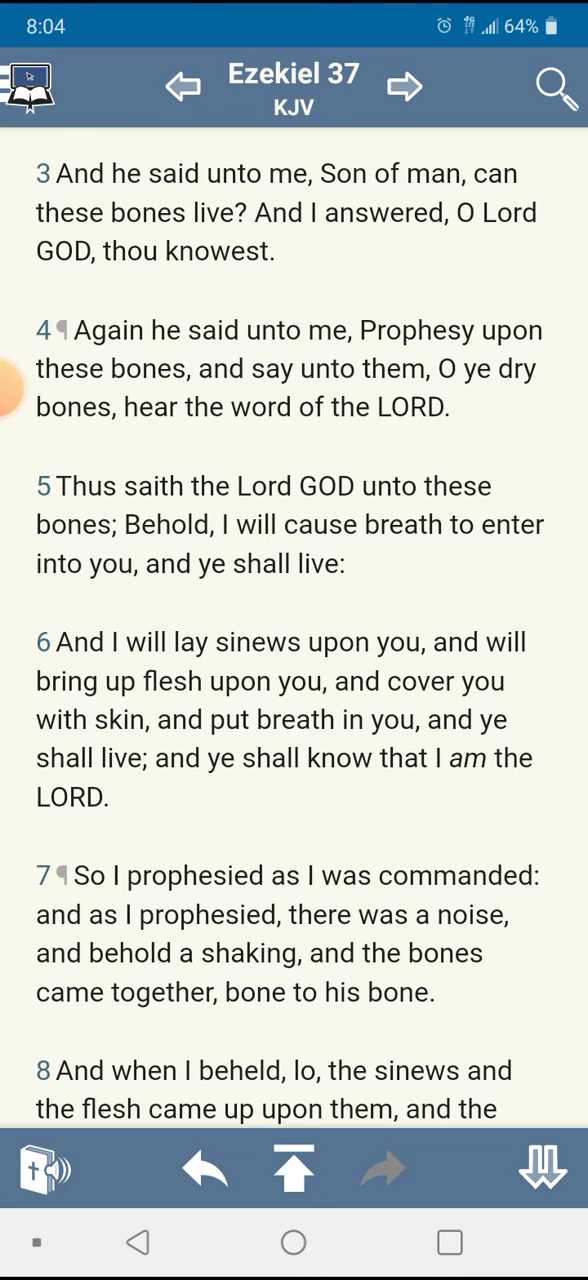 8:04
4G
64%
Ezekiel 37
KJV
3 And he said unto me, Son of man, can
these bones live? And I answered, O Lord
GOD, thou knowest.
4 ¶ Again he said unto me, Prophesy upon
these bones, and say unto them, O ye dry
bones, hear the word of the LORD.
5 Thus saith the Lord GOD unto these
bones; Behold, I will cause breath to enter
into you, and ye shall live:
6 And I will lay sinews upon you, and will
bring up flesh upon you, and cover you
with skin, and put breath in you, and ye
shall live; and ye shall know that I am the
LORD.
7 ¶ So I prophesied as I was commanded:
and as I prophesied, there was a noise,
and behold a shaking, and the bones
came together, bone to his bone.
8 And when I beheld, lo, the sinews and
the flesh came up upon them, and the